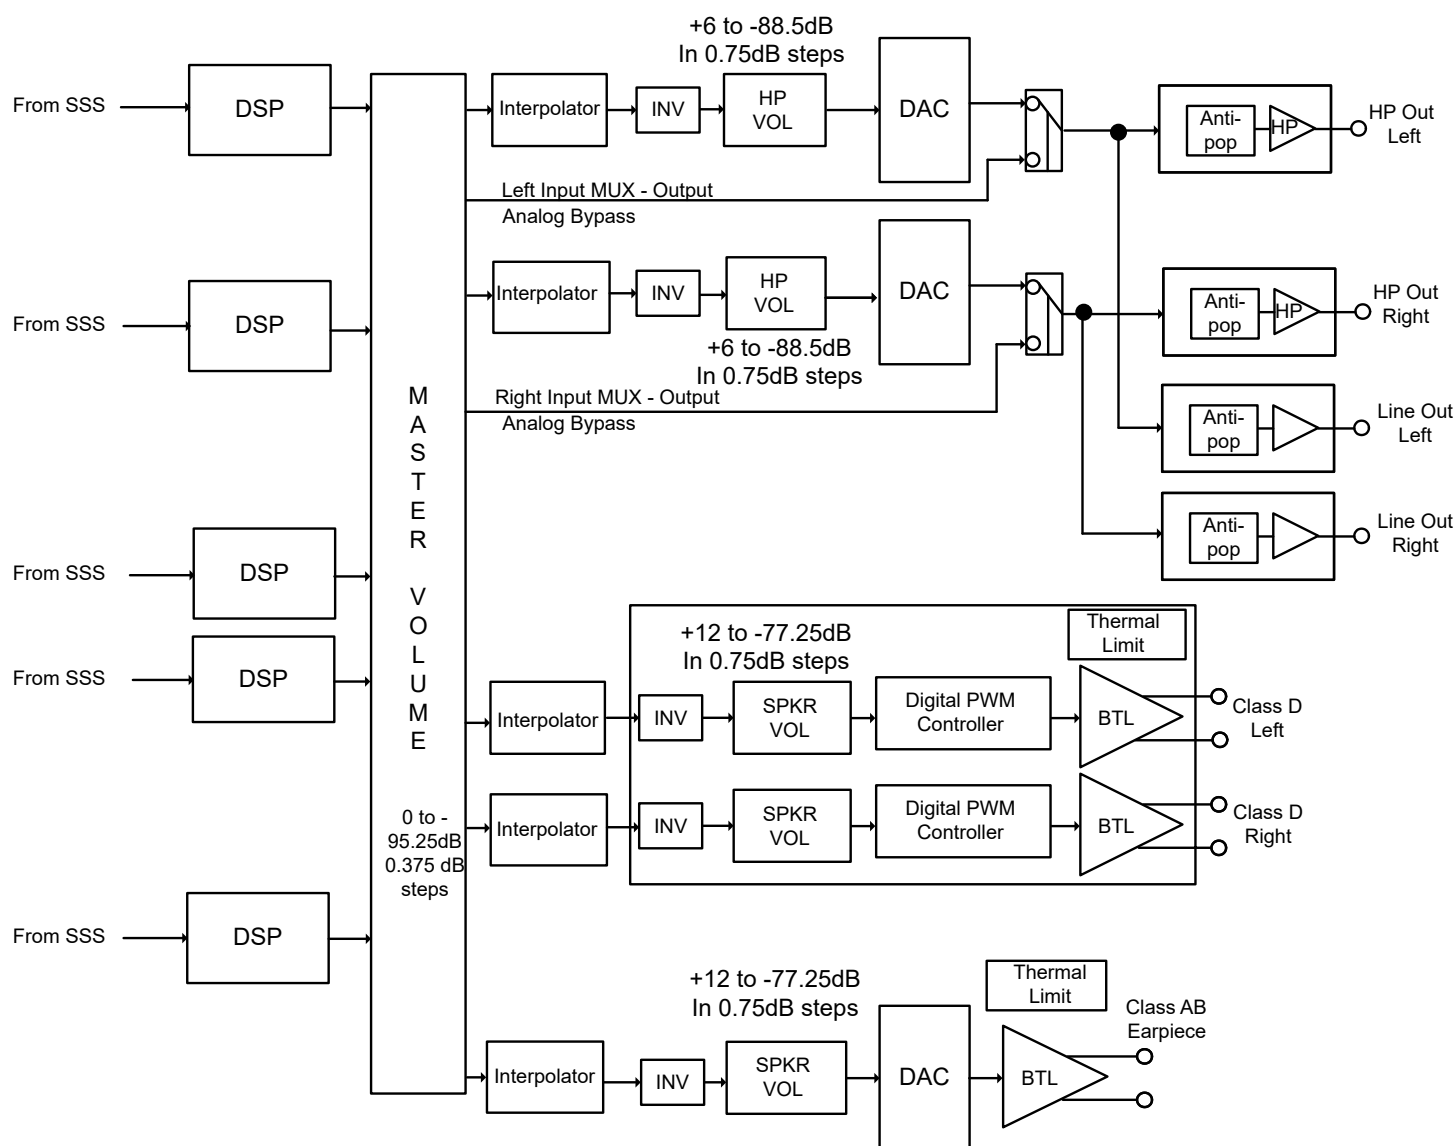 +6 to -88.5dB
In 0.75dB steps
From SSS
DSP
Interpolator
INV
HP
VOL
DAC
Anti-
pop
HP
HP Out
Left
Left Input MUX - Output
Analog Bypass
From SSS
DSP
Interpolator
INV
HP
VOL
DAC
Anti-
pop
HP
HP Out
Right
+6 to -88.5dB
In 0.75dB steps
Right Input MUX - Output
Analog Bypass
Anti-
pop
Line Out
Left
Anti-
pop
Line Out
Right
M
A
S
T
E
R
V
O
L
U
M
E
0 to -
95.25dB
0.375 dB
steps
From SSS
DSP
From SSS
DSP
+12 to -77.25dB
In 0.75dB steps
Thermal
Limit
Interpolator
INV
SPKR
VOL
Digital PWM
Controller
BTL
Class D
Left
Interpolator
INV
SPKR
VOL
Digital PWM
Controller
BTL
Class D
Right
From SSS
DSP
+12 to -77.25dB
In 0.75dB steps
Thermal
Limit
Interpolator
INV
SPKR
VOL
DAC
BTL
Class AB
Earpiece